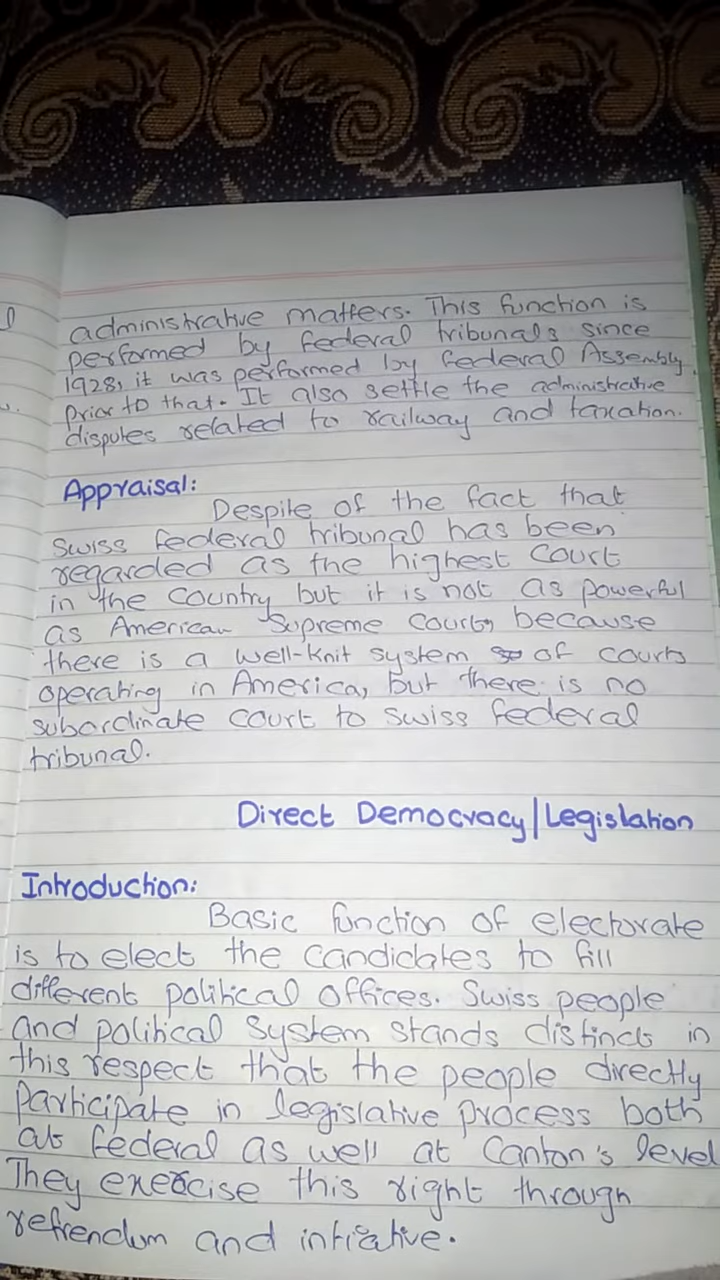 administrative matters. This function is
performed by federal tribunals since
1928, it was performed by federal Assembly,
prior to that. It also settle the administrative
disputes related to railway and taxation.
Appraisal:
Despite of the fact that
swiss federal tribunal has been
regarded as the highest court
in the country but it is not as powerful
as American Supreme court, because
there is a well-knit system of courts
operating in America, but there is no
subordinate court to swiss federal
tribunal.
Direct Democracy|Legislation
Introduction:
Basic function of electorate
is to elect the candidates to fill
different political offices. Swiss people
and political system stands distinct in
this respect that the people directly
participate in legislative process both
at federal as well at Canton's level
They exercise this right through
refrendum and intiative.